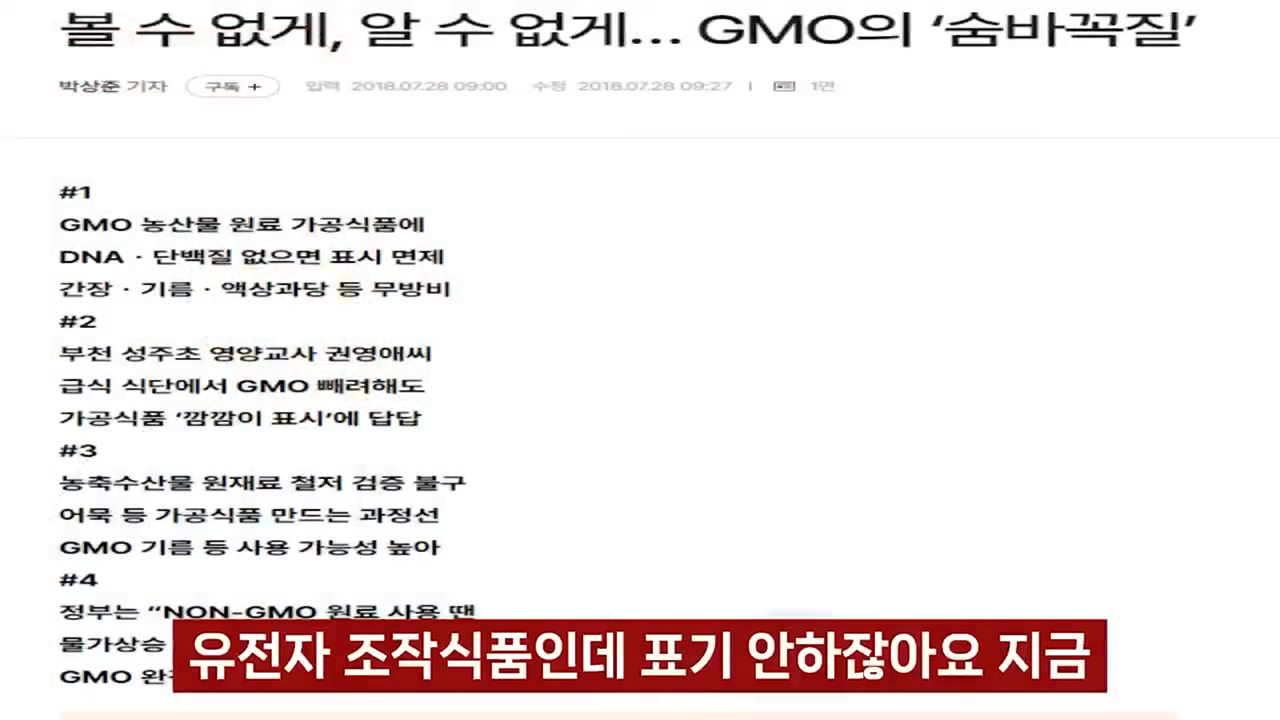 볼 수 없게, 알 수 없게... GMO의 ‘숨바꼭질’
박상준 기자 구독 + 입력 2018.07.28 09:00 수정 2018.07.28 09:27 1면
#1
GMO 농산물 원료 가공식품에
DNA · 단백질 없으면 표시 면제
간장 · 기름 · 액상과당 등 무방비
#2
부천 성주초 영양교사 권영애씨
급식 식단에서 GMO 빼려해도
가공식품 ‘깜깜이 표시’에 답답
#3
농축수산물 원재료 철저 검증 불구
어묵 등 가공식품 만드는 과정선
GMO 기름 등 사용 가능성 높아
#4
정부는 “NON-GMO 원료 사용 땐
물가상승
GMO
유전자 조작식품인데 표기 안하잖아요 지금